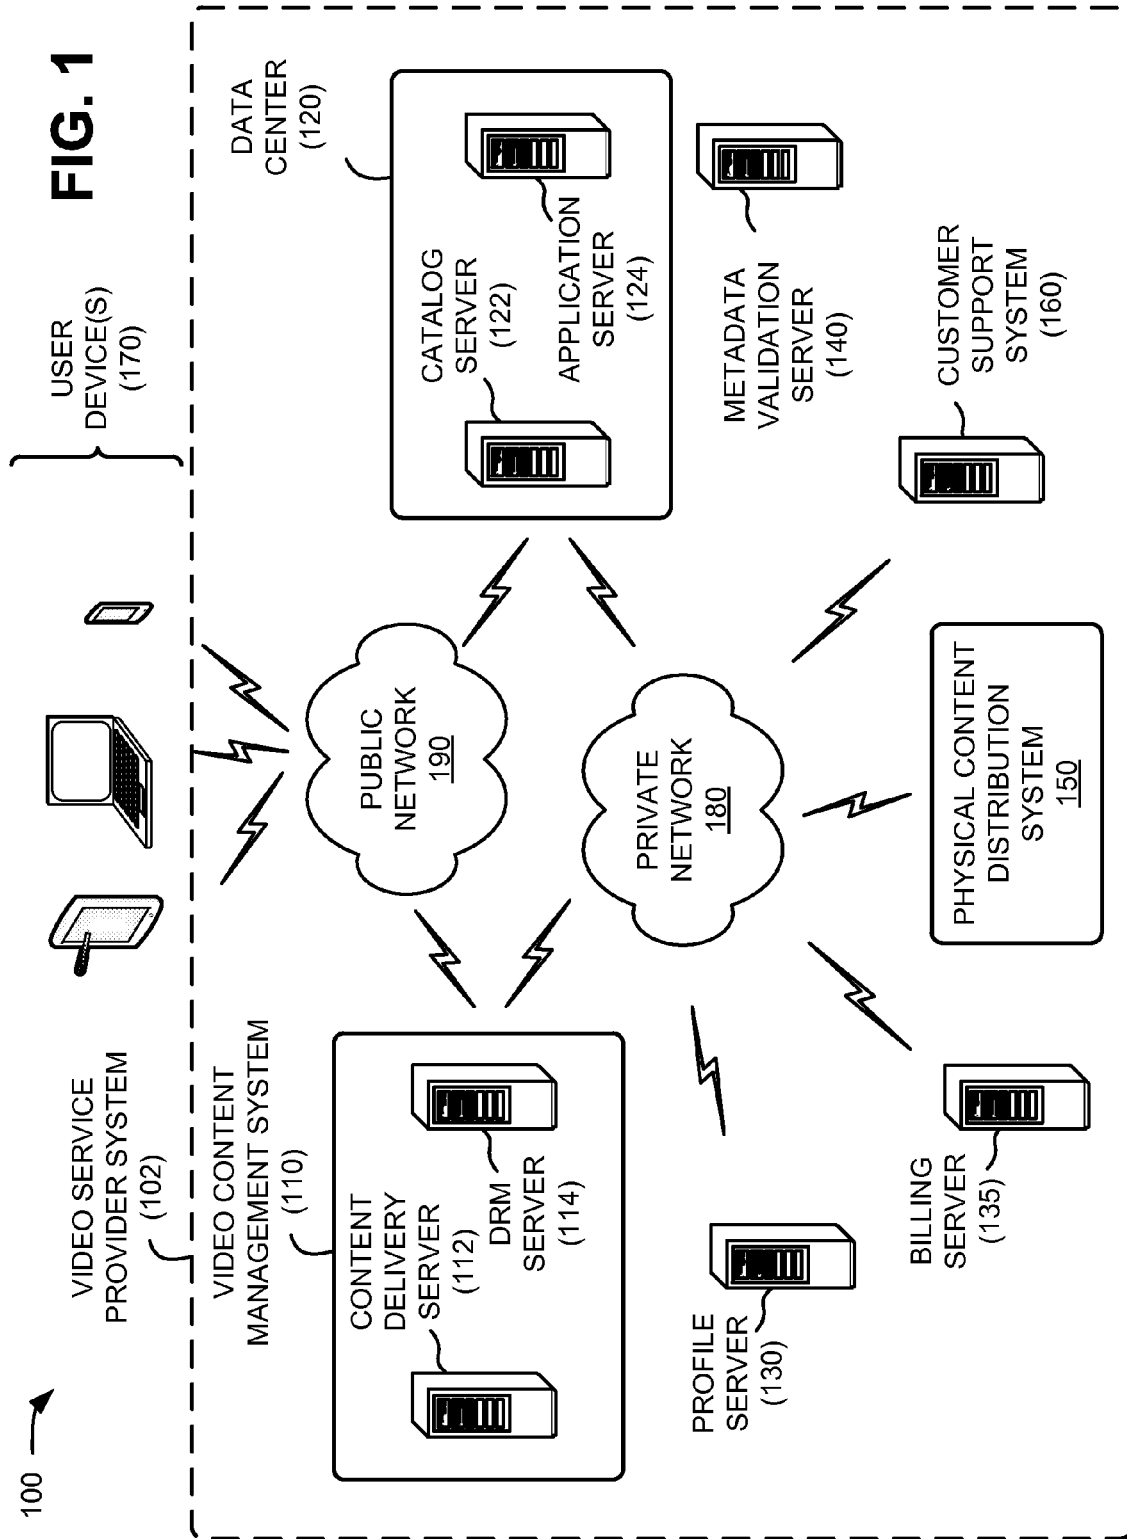 FIG. 1
100
VIDEO SERVICE
PROVIDER SYSTEM
(102)
USER
DEVICE(S)
(170)
VIDEO CONTENT
MANAGEMENT SYSTEM
(110)
DATA
CENTER
(120)
CONTENT
DELIVERY
SERVER
(112)
DRM
SERVER
(114)
PUBLIC
NETWORK
190
CATALOG
SERVER
(122)
APPLICATION
SERVER
(124)
PRIVATE
NETWORK
180
METADATA
VALIDATION
SERVER
(140)
PROFILE
SERVER
(130)
BILLING
SERVER
(135)
PHYSICAL CONTENT
DISTRIBUTION
SYSTEM
150
CUSTOMER
SUPPORT
SYSTEM
(160)